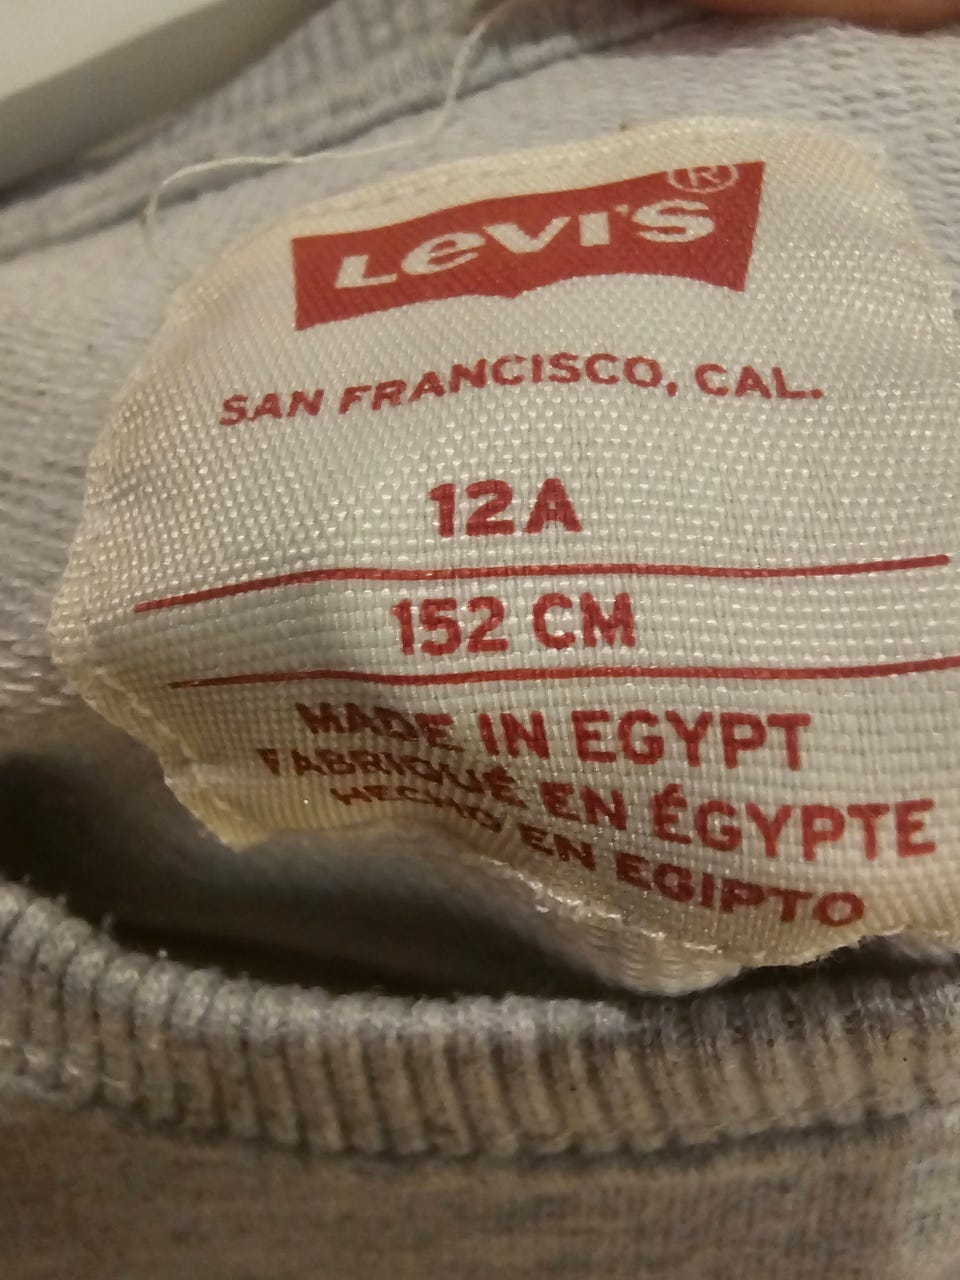 LEVI'S®
SAN FRANCISCO, CAL.
12A
152 CM
MADE IN EGYPT
FABRIQUÉ EN ÉGYPTE
HECHO EN EGIPTO